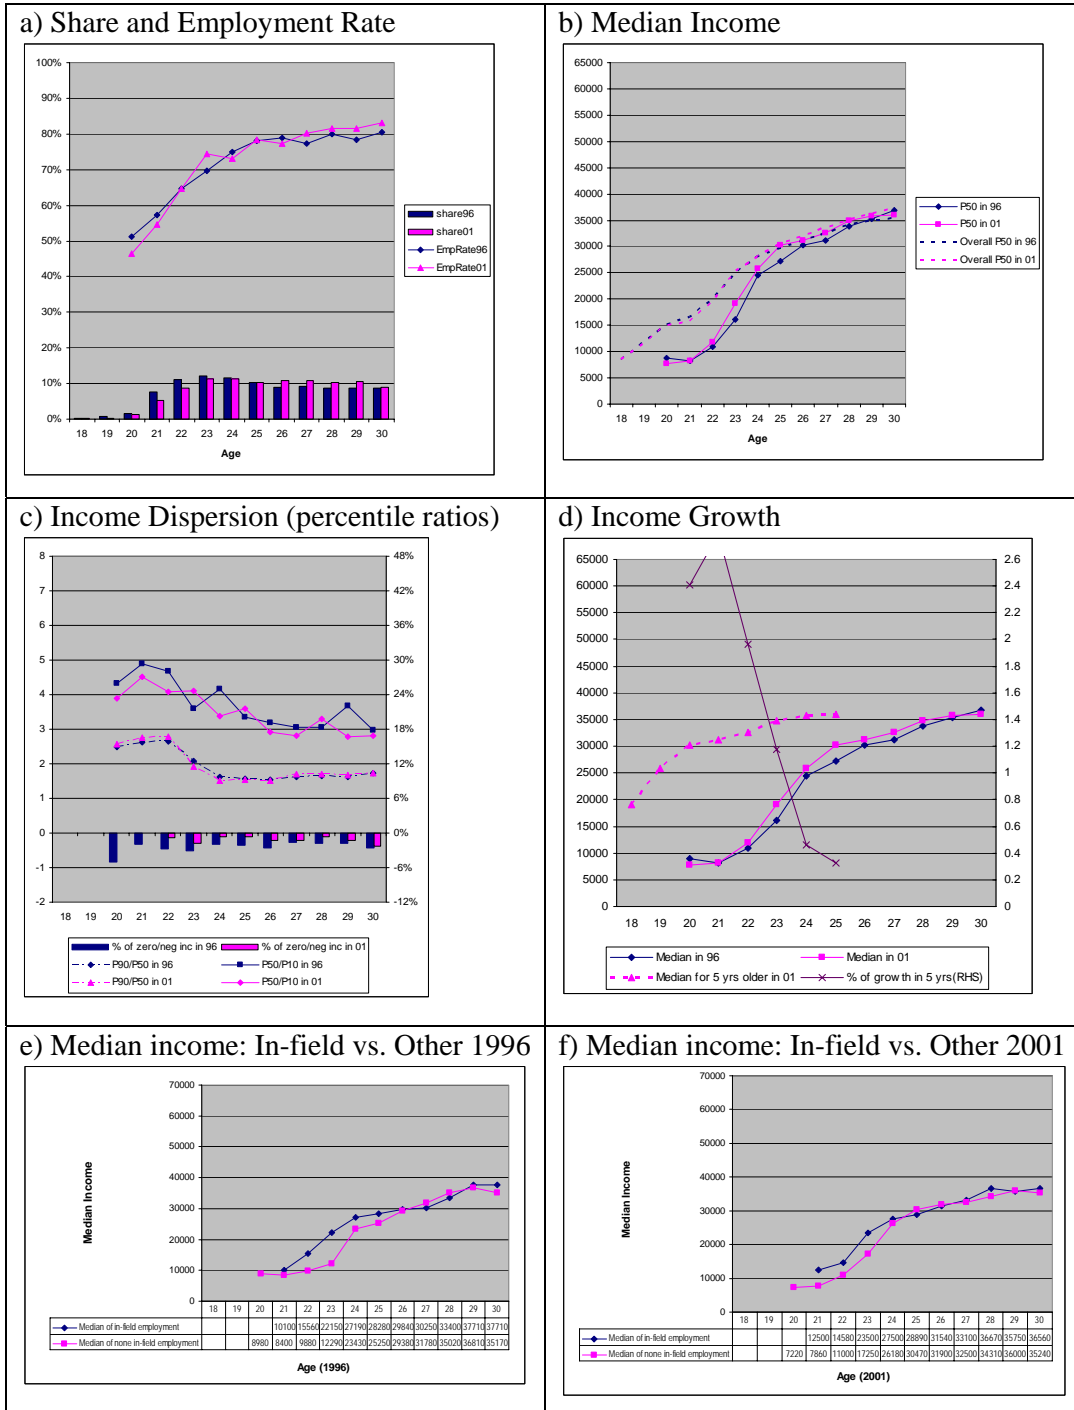 a) Share and Employment Rate
100%
90%
80%
70%
60%
50%
40%
30%
20%
10%
0%
18 19 20 21 22 23 24 25 26 27 28 29 30
Age
share96
share01
EmpRate96
EmpRate01
b) Median Income
65000
60000
55000
50000
45000
40000
35000
30000
25000
20000
15000
10000
5000
0
18 19 20 21 22 23 24 25 26 27 28 29 30
Age
P50 in 96
P50 in 01
Overall P50 in 96
Overall P50 in 01
c) Income Dispersion (percentile ratios)
8 48%
7 42%
6 36%
5 30%
4 24%
3 18%
2 12%
1 6%
0 0%
-1 -6%
-2 -12%
18 19 20 21 22 23 24 25 26 27 28 29 30
% of zero/neg inc in 96 % of zero/neg inc in 01
P90/P50 in 96 P50/P10 in 96
P90/P50 in 01 P50/P10 in 01
d) Income Growth
65000 2.6
60000 2.4
55000 2.2
50000 2
45000 1.8
40000 1.6
35000 1.4
30000 1.2
25000 1
20000 0.8
15000 0.6
10000 0.4
5000 0.2
0 0
18 19 20 21 22 23 24 25 26 27 28 29 30
Median in 96 Median in 01
Median for 5 yrs older in 01 % of growth in 5 yrs(RHS)
e) Median income: In-field vs. Other 1996
Median Income
70000
60000
50000
40000
30000
20000
10000
0
18 19 20 21 22 23 24 25 26 27 28 29 30
Median of in-field employment 10100 15560 22150 27190 28280 29840 30250 33400 37710 37710
Median of none in-field employment 8980 8400 9880 12290 23430 25250 29380 31780 35020 36810 35170
Age (1996)
f) Median income: In-field vs. Other 2001
Median Income
70000
60000
50000
40000
30000
20000
10000
0
18 19 20 21 22 23 24 25 26 27 28 29 30
Median of in-field employment 12500 14580 23500 27500 28890 31540 33100 36670 35750 36560
Median of none in-field employment 7220 7860 11000 17250 26180 30470 31900 32500 34310 36000 35240
Age (2001)